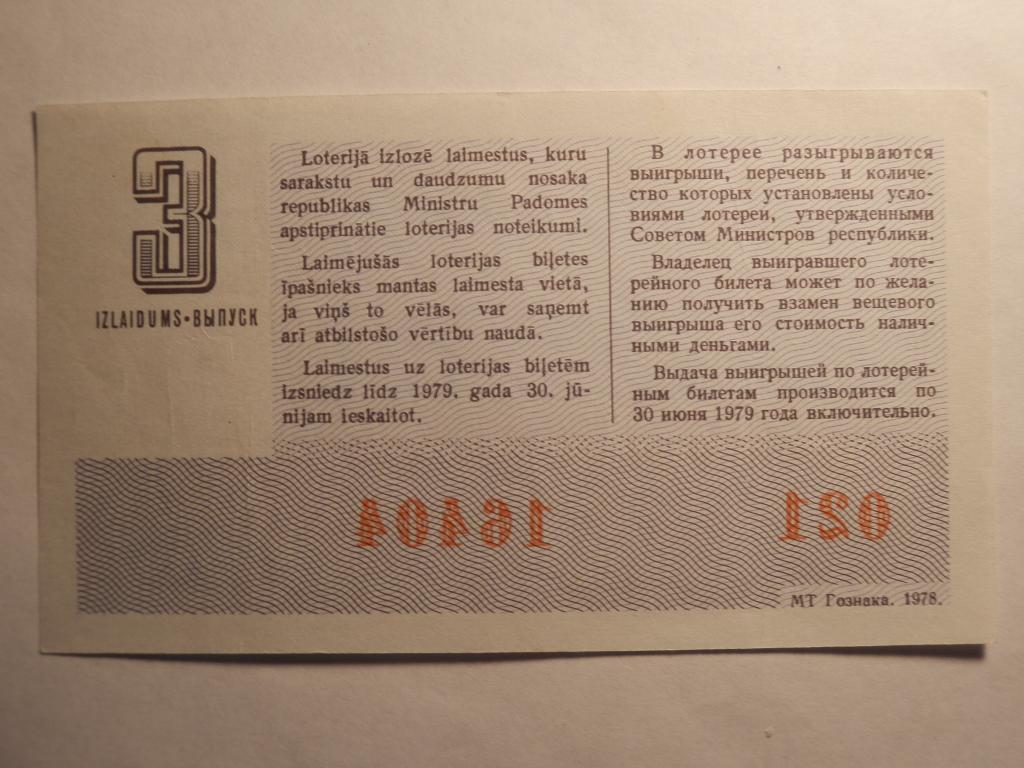 3
IZLAIDUMS•ВЫПУСК
Loterijā izlozē laimestus, kuru
sarakstu un daudzumu nosaka
republikas Ministru Padomes
apstiprinātie loterijas noteikumi.
Laimējušās loterijas biļetes
īpašnieks mantas laimesta vietā,
ja viņš to vēlās, var saņemt
arī atbilstošo vērtību naudā.
Laimestus uz loterijas biļetēm
izsniedz līdz 1979. gada 30. jū-
nijam ieskaitot.
В лотерее разыгрываются
выигрыши, перечень и количе-
ство которых установлены усло-
виями лотереи, утвержденными
Советом Министров республики.
Владелец выигравшего лоте-
рейного билета может по жела-
нию получить взамен вещевого
выигрыша его стоимость налич-
ными деньгами.
Выдача выигрышей по лотерей-
ным билетам производится по
30 июня 1979 года включительно.
16404 021
МТ Гознака. 1978.